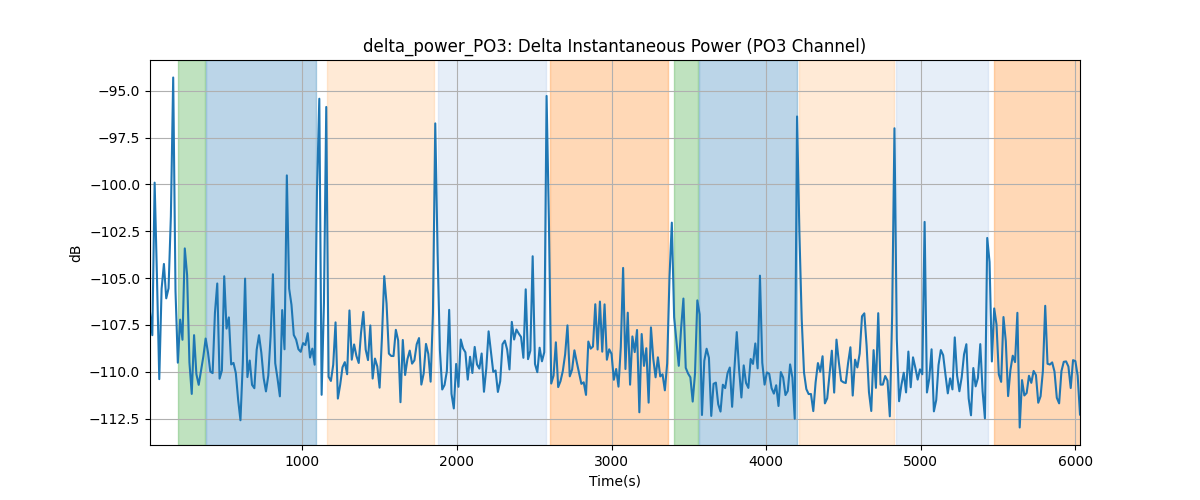 delta_power_PO3: Delta Instantaneous Power (PO3 Channel)
dB
−95.0
−97.5
−100.0
−102.5
−105.0
−107.5
−110.0
−112.5
1000 2000 3000 4000 5000 6000
Time(s)